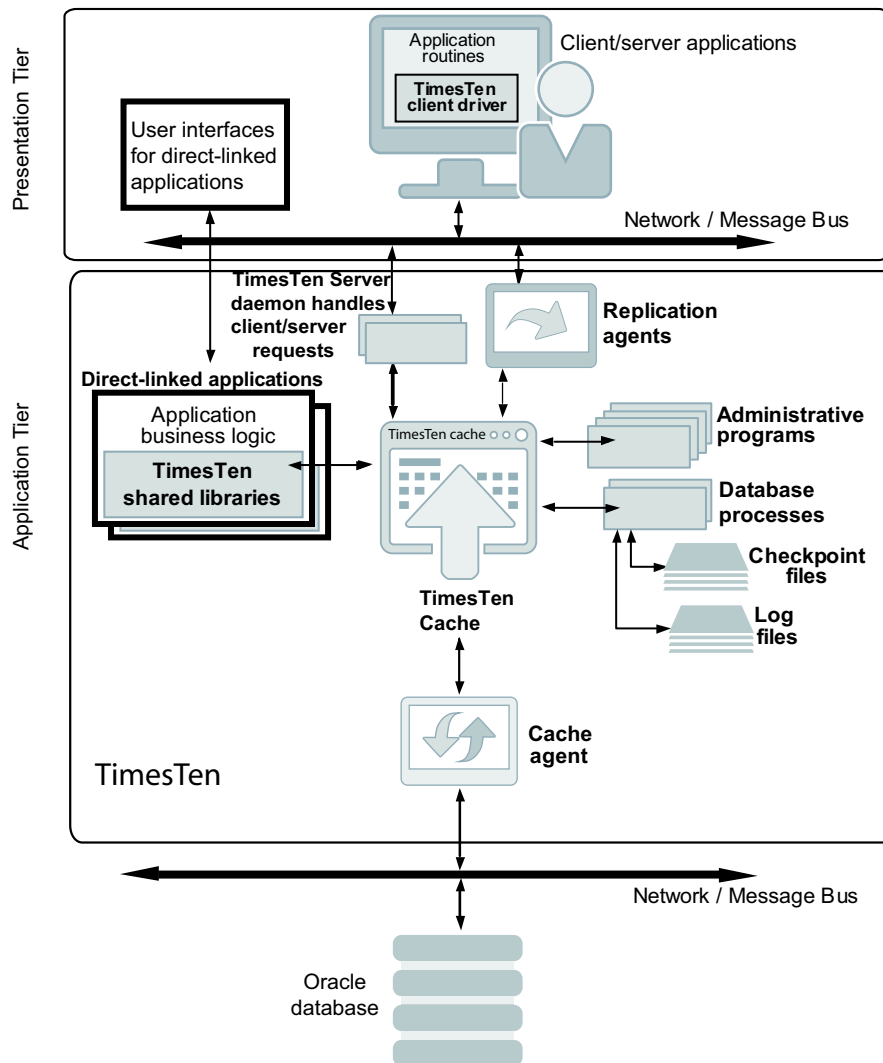 Presentation Tier
Application
routines
TimesTen
client driver
Client/server applications
User interfaces
for direct-linked
applications
Network / Message Bus
Application Tier
TimesTen Server
daemon handles
client/server
requests
Replication
agents
Direct-linked applications
Application
business logic
TimesTen
shared libraries
TimesTen cache
Administrative
programs
Database
processes
Checkpoint
files
Log
files
TimesTen
Cache
Cache
agent
TimesTen
Network / Message Bus
Oracle
database